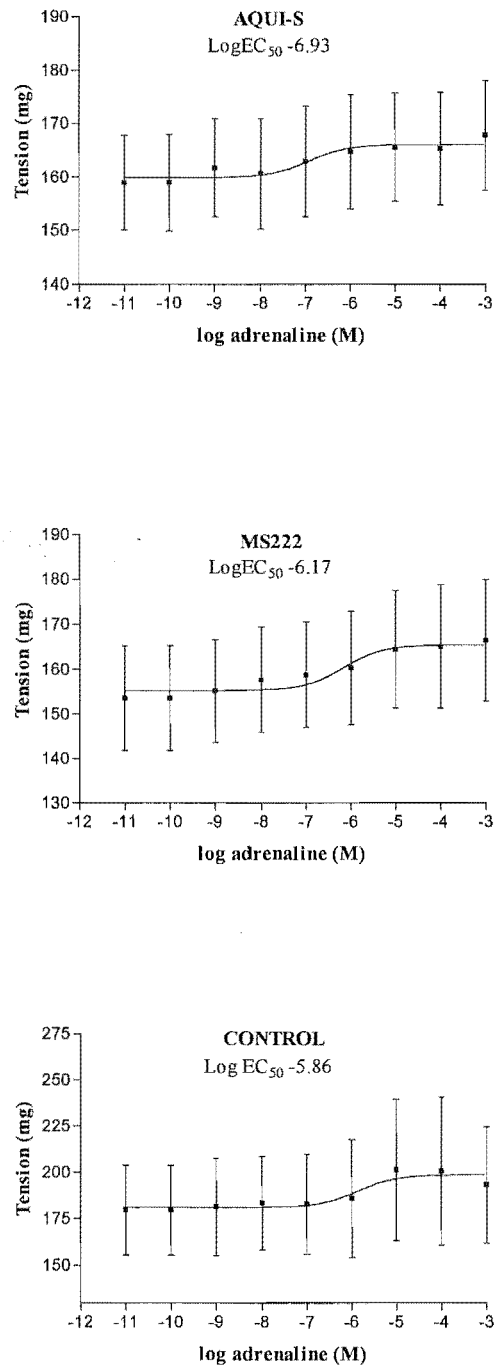 AQUI-S
LogEC50 -6.93
Tension (mg)
190
180
170
160
150
140
-12 -11 -10 -9 -8 -7 -6 -5 -4 -3
log adrenaline (M)
MS222
LogEC50 -6.17
Tension (mg)
190
180
170
160
150
140
130
-12 -11 -10 -9 -8 -7 -6 -5 -4 -3
log adrenaline (M)
CONTROL
Log EC50 -5.86
Tension (mg)
275
250
225
200
175
150
-12 -11 -10 -9 -8 -7 -6 -5 -4 -3
log adrenaline (M)